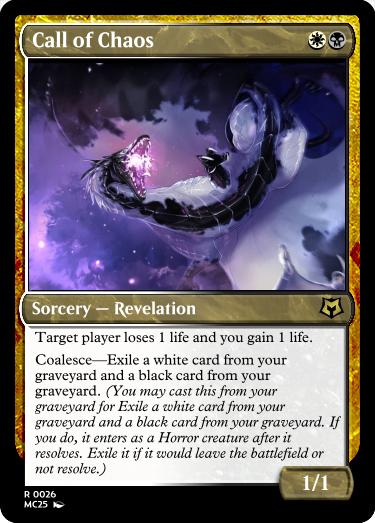 Call of Chaos
Sorcery — Revelation
Target player loses 1 life and you gain 1 life.
Coalesce—Exile a white card from your
graveyard and a black card from your
graveyard. (You may cast this from your
graveyard for Exile a white card from your
graveyard and a black card from your graveyard. If
you do, it enters as a Horror creature after it
resolves. Exile it if it would leave the battlefield or
not resolve.)
1/1
R 0026
MC25